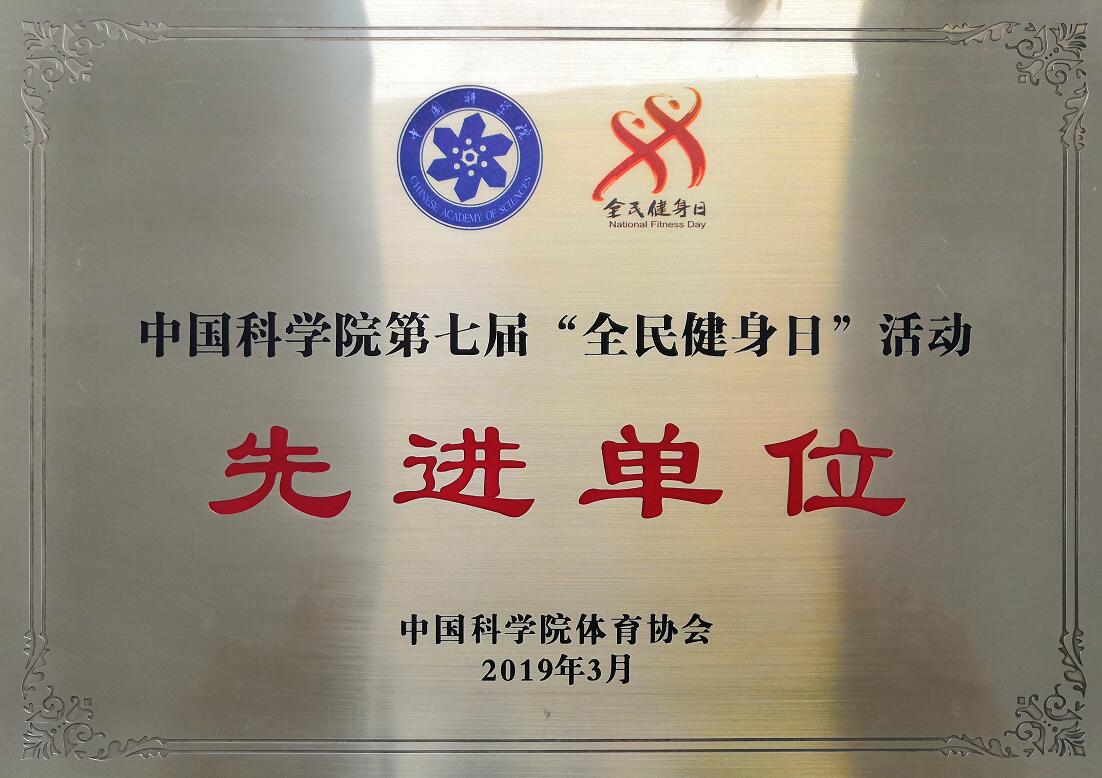 中国科学院
CHINESE ACADEMY OF SCIENCES
全民健身日
National Fitness Day
中国科学院第七届“全民健身日”活动
先进单位
中国科学院体育协会
2019年3月